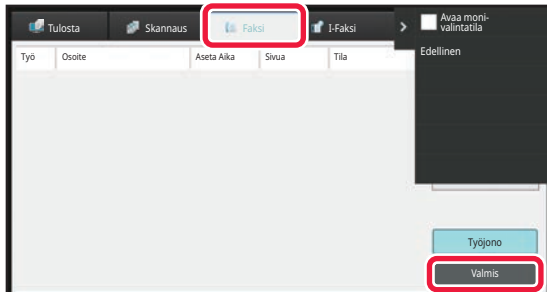 Tulosta
Skannaus
Faksi
I-Faksi
Avaa moni-
valintatila
Edellinen
Työ
Osoite
Aseta Aika
Sivua
Tila
Työjono
Valmis